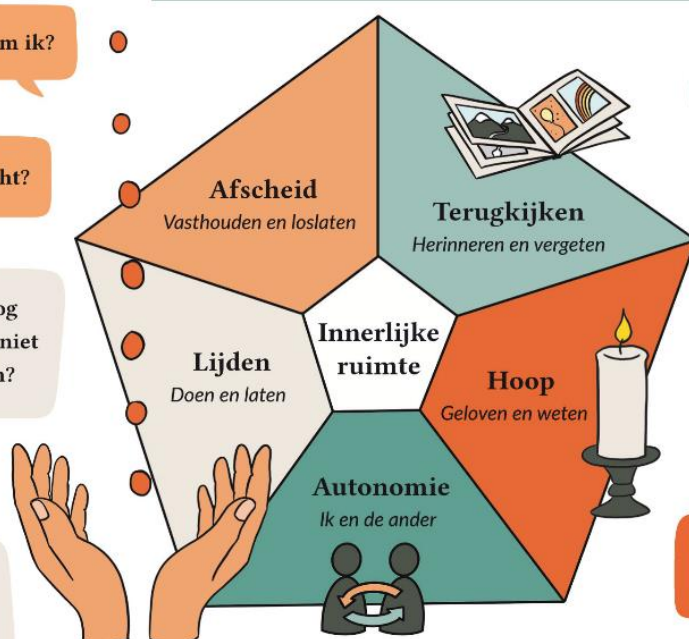 m ik?
ht?
og
niet
n?
Afscheid
Vasthouden en loslaten
Terugkijken
Herinneren en vergeten
Innerlijke
ruimte
Lijden
Doen en laten
Hoop
Geloven en weten
Autonomie
Ik en de ander